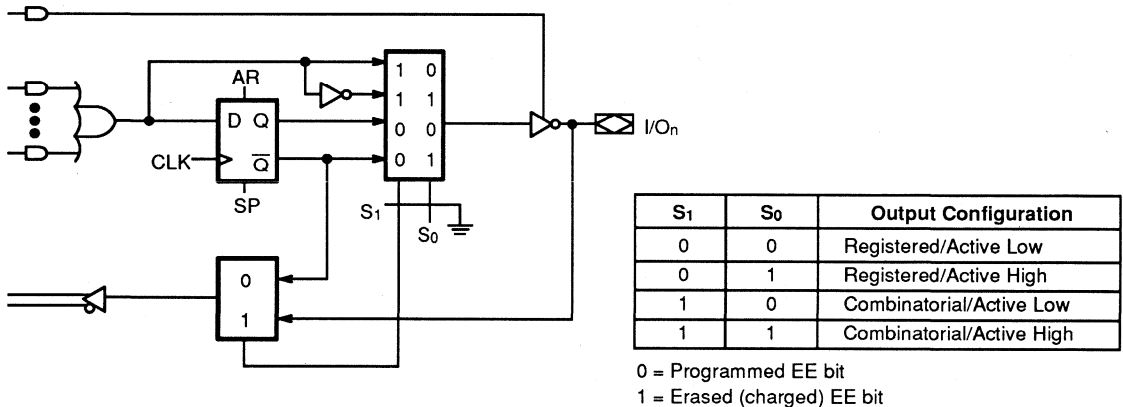 AR
D Q
CLK
Q
SP
1 0
1 1
0 0
0 1
I/On
S1
S0
0
1
S1 S0 Output Configuration
0 0 Registered/Active Low
0 1 Registered/Active High
1 0 Combinatorial/Active Low
1 1 Combinatorial/Active High
0 = Programmed EE bit
1 = Erased (charged) EE bit